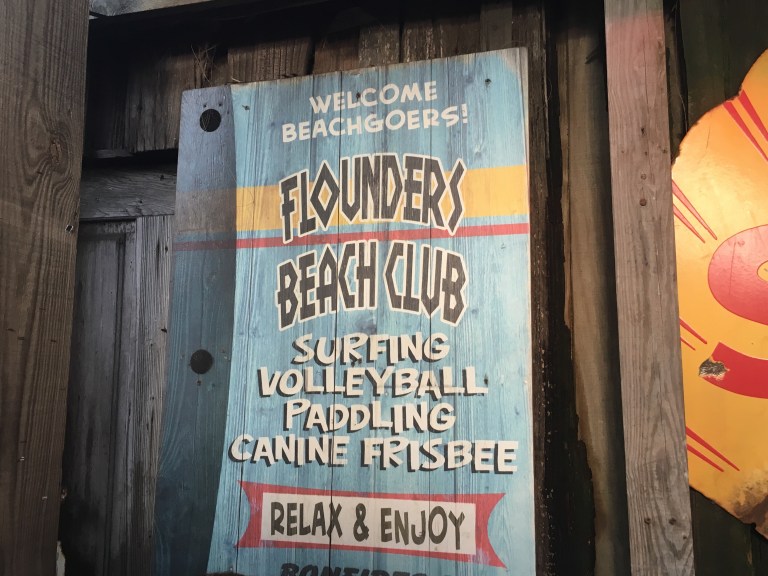 WELCOME
BEACHGOERS!
FLOUNDERS
BEACH CLUB
SURFING
VOLLEYBALL
PADDLING
CANINE FRISBEE
RELAX & ENJOY